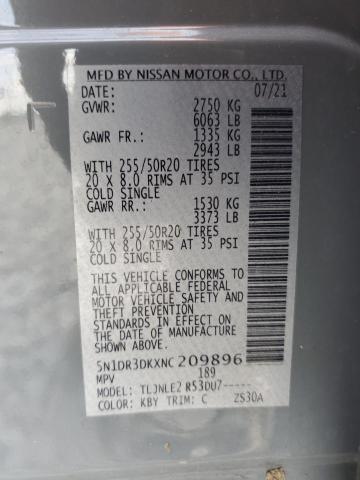 MFD BY NISSAN MOTOR CO., LTD.
DATE: 07/21
GVWR: 2750 KG
6063 LB
GAWR FR.: 1335 KG
2943 LB
WITH 255/50R20 TIRES
20 X 8.0 RIMS AT 35 PSI
COLD SINGLE
GAWR RR.: 1530 KG
3373 LB
WITH 255/50R20 TIRES
20 X 8.0 RIMS AT 35 PSI
COLD SINGLE
THIS VEHICLE CONFORMS TO
ALL APPLICABLE FEDERAL
MOTOR VEHICLE SAFETY AND
THEFT PREVENTION
STANDARDS IN EFFECT ON
THE DATE OF MANUFACTURE
SHOWN ABOVE.
5N1DR3DKXNC209896
MPV 189
MODEL: TLJNLE2 R53DU7-----
COLOR: KBY TRIM: C ZS30A